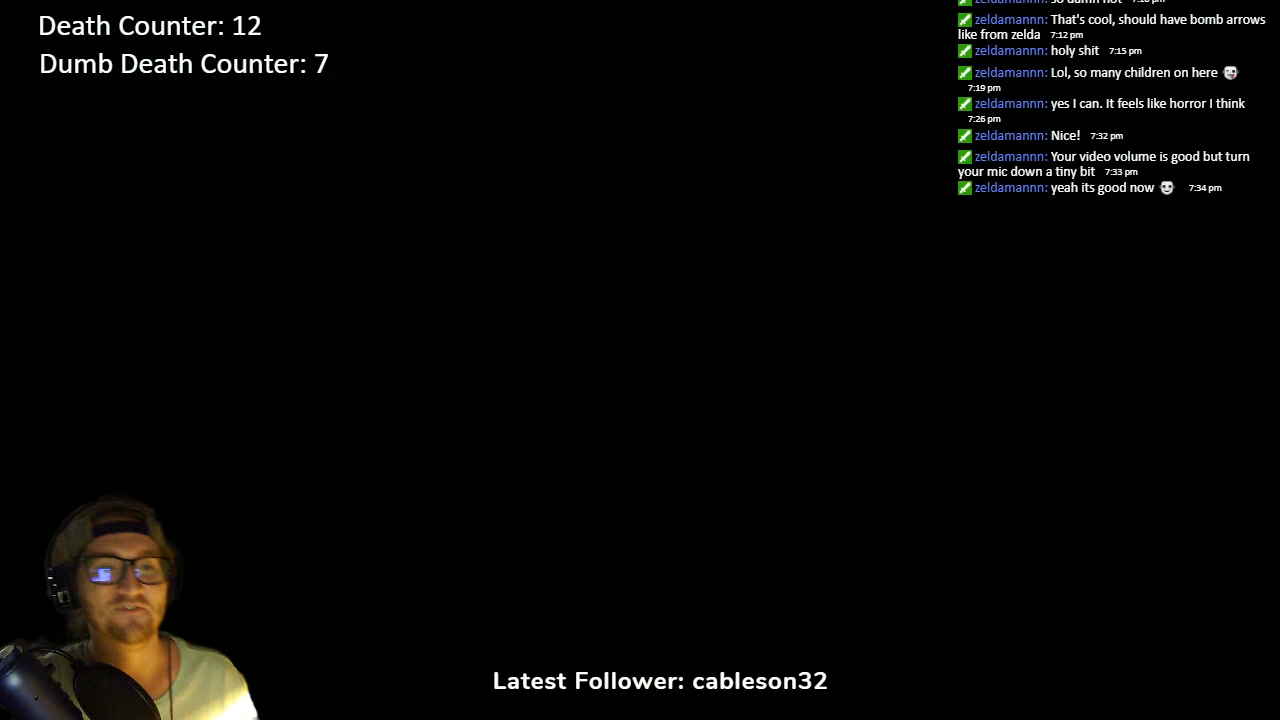 Death Counter: 12
Dumb Death Counter: 7
zeldamannn: That's cool, should have bomb arrows
like from zelda 7:12 pm
zeldamannn: holy shit 7:15 pm
zeldamannn: Lol, so many children on here
7:19 pm
zeldamannn: yes I can. It feels like horror I think
7:26 pm
zeldamannn: Nice! 7:32 pm
zeldamannn: Your video volume is good but turn
your mic down a tiny bit 7:33 pm
zeldamannn: yeah its good now 7:34 pm
Latest Follower: cableson32